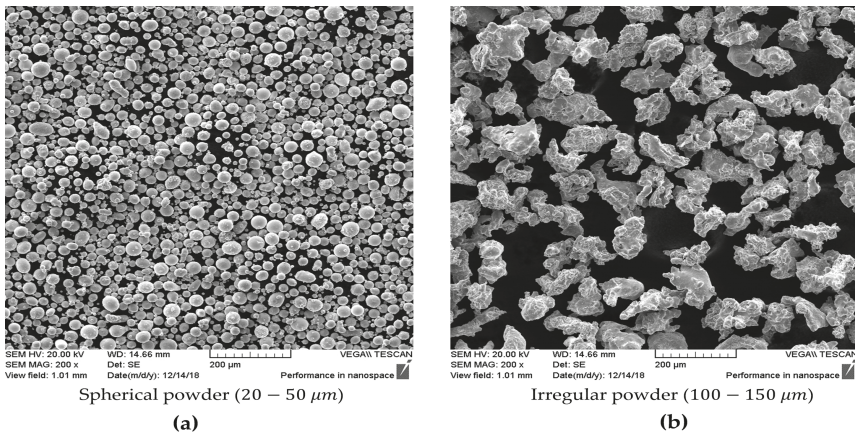 SEM HV: 20.00 kV WD: 14.66 mm VEGA\\ TESCAN
SEM MAG: 200 x Det: SE 200 μm
View field: 1.01 mm Date(m/d/y): 12/14/18 Performance in nanospace
Spherical powder (20 − 50 μm)
(a)
SEM HV: 20.00 kV WD: 14.66 mm VEGA\\ TESCAN
SEM MAG: 200 x Det: SE 200 μm
View field: 1.01 mm Date(m/d/y): 12/14/18 Performance in nanospace
Irregular powder (100 − 150 μm)
(b)